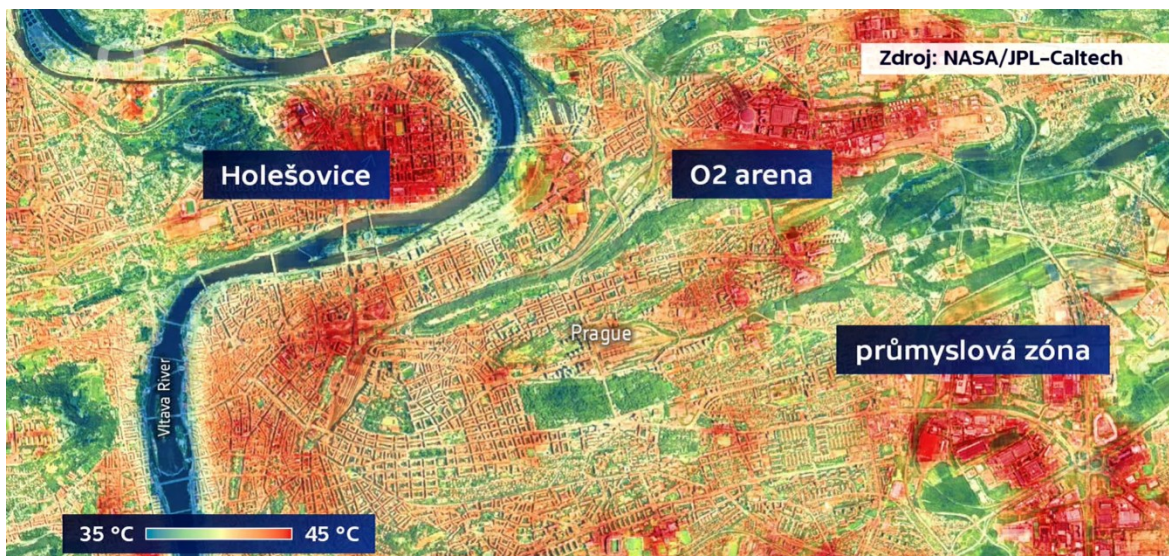 Zdroj: NASA/JPL-Caltech
Holešovice
O2 arena
Prague
průmyslová zóna
Vltava River
35 °C
45 °C